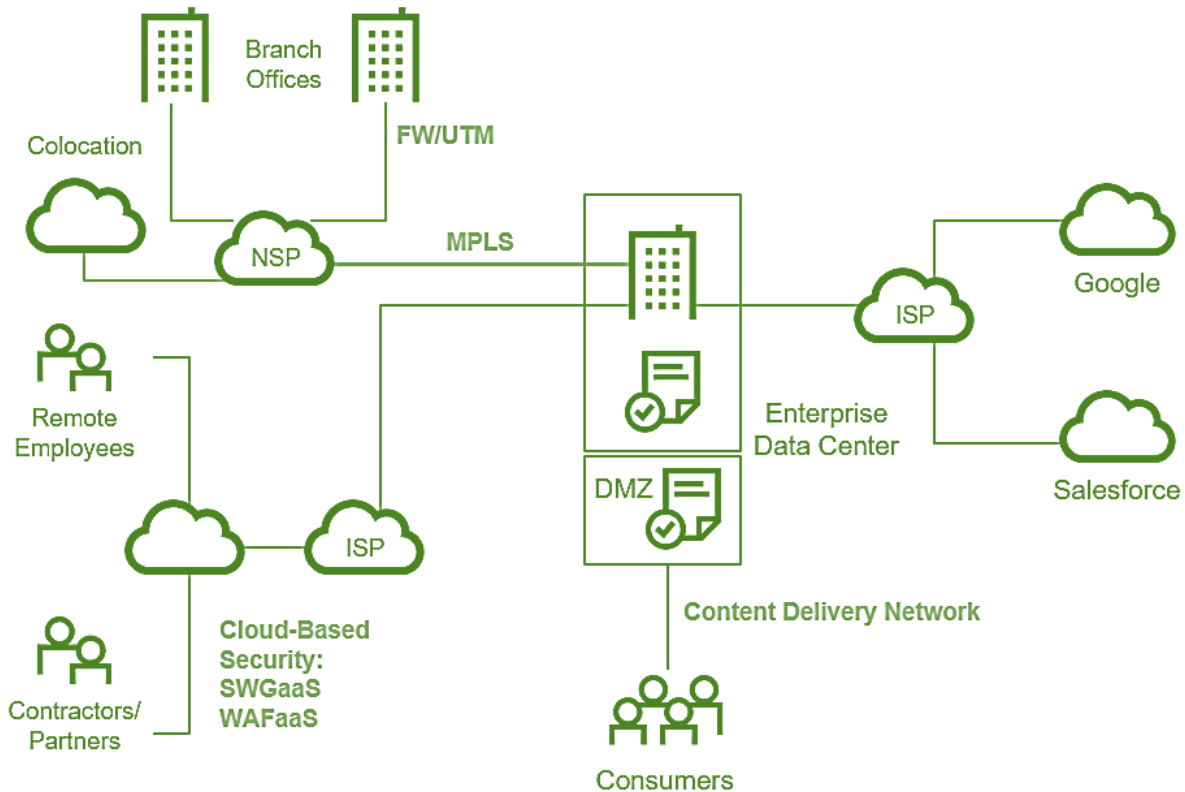 Branch
Offices
FW/UTM
Colocation
NSP
MPLS
Google
ISP
Remote
Employees
Enterprise
Data Center
DMZ
Salesforce
ISP
Content Delivery Network
Cloud-Based
Security:
SWGaaS
WAFaaS
Contractors/
Partners
Consumers